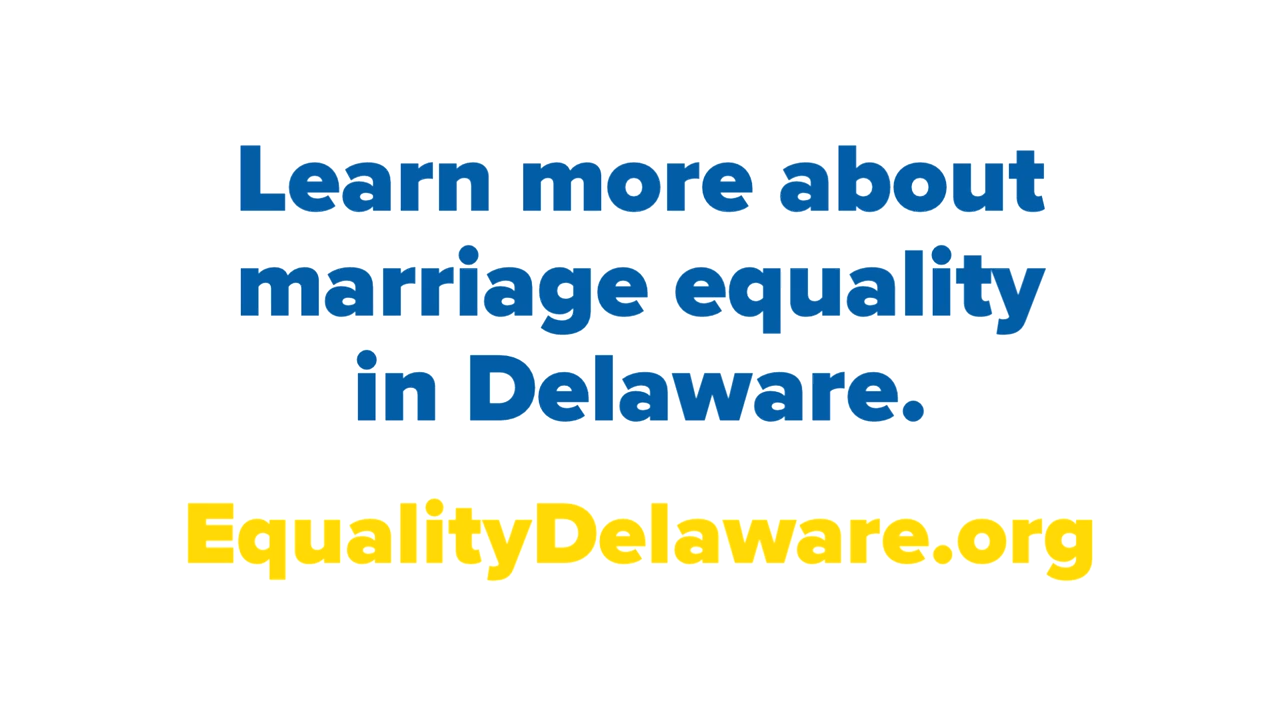 Learn more about
marriage equality
in Delaware.
EqualityDelaware.org